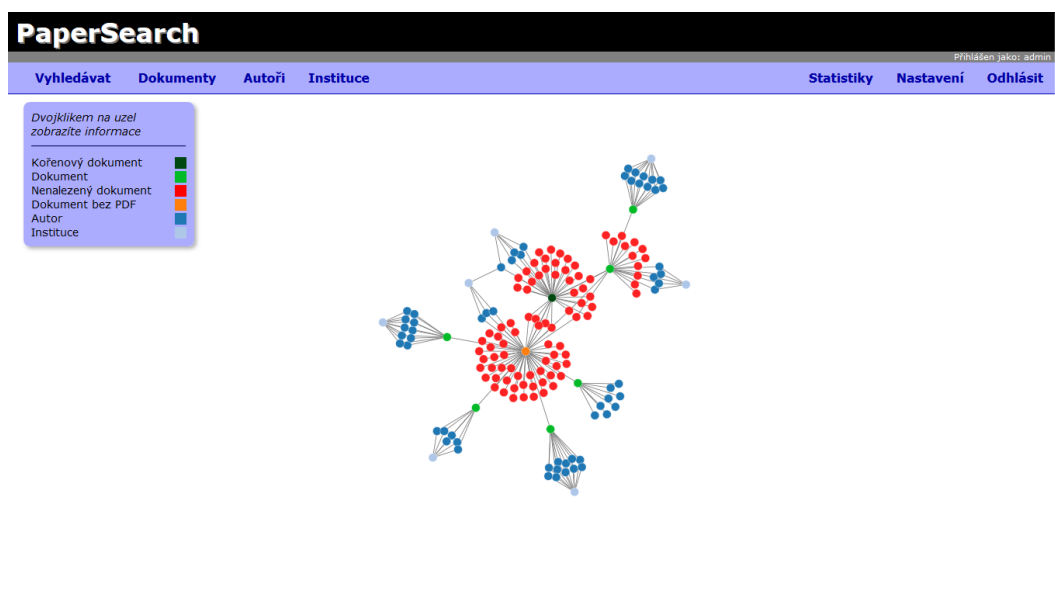 PaperSearch
Přihlášen jako: admin
Vyhledávat Dokumenty Autoři Instituce Statistiky Nastavení Odhlásit
Dvojklikem na uzel
zobrazíte informace
Kořenový dokument
Dokument
Nenalezený dokument
Dokument bez PDF
Autor
Instituce